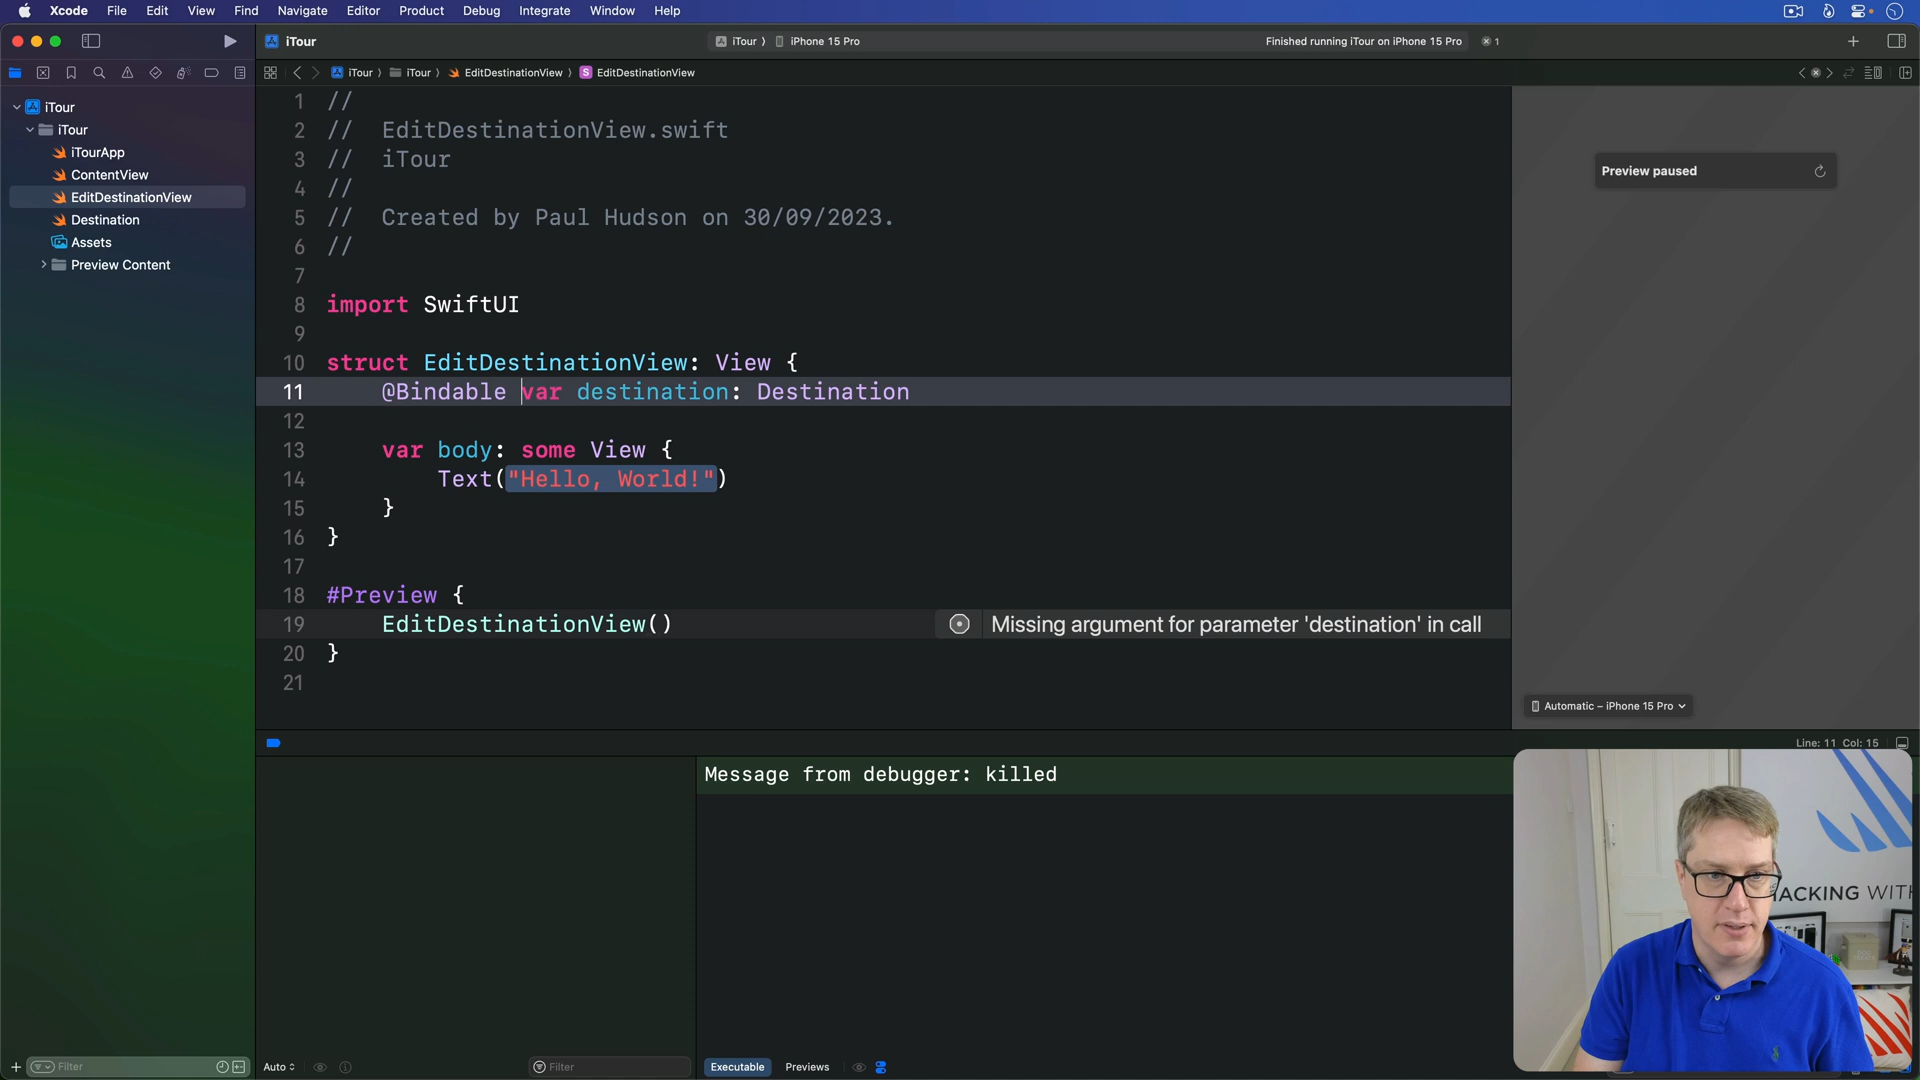 Xcode File Edit View Find Navigate Editor Product Debug Integrate Window Help
iTour
iTour 〉 iPhone 15 Pro
Finished running iTour on iPhone 15 Pro
1
iTour 〉 iTour 〉 EditDestinationView 〉 S EditDestinationView
iTour
iTour
iTourApp
ContentView
EditDestinationView
Destination
Assets
Preview Content
1 //
2 //  EditDestinationView.swift
3 //  iTour
4 //
5 //  Created by Paul Hudson on 30/09/2023.
6 //
7
8 import SwiftUI
9
10 struct EditDestinationView: View {
11     @Bindable var destination: Destination
12
13     var body: some View {
14         Text("Hello, World!")
15     }
16 }
17
18 #Preview {
19     EditDestinationView()
Missing argument for parameter 'destination' in call
20 }
21
Preview paused
Automatic – iPhone 15 Pro
Line: 11 Col: 15
Message from debugger: killed
HACKING WITH
Filter
Auto
Filter
Executable
Previews